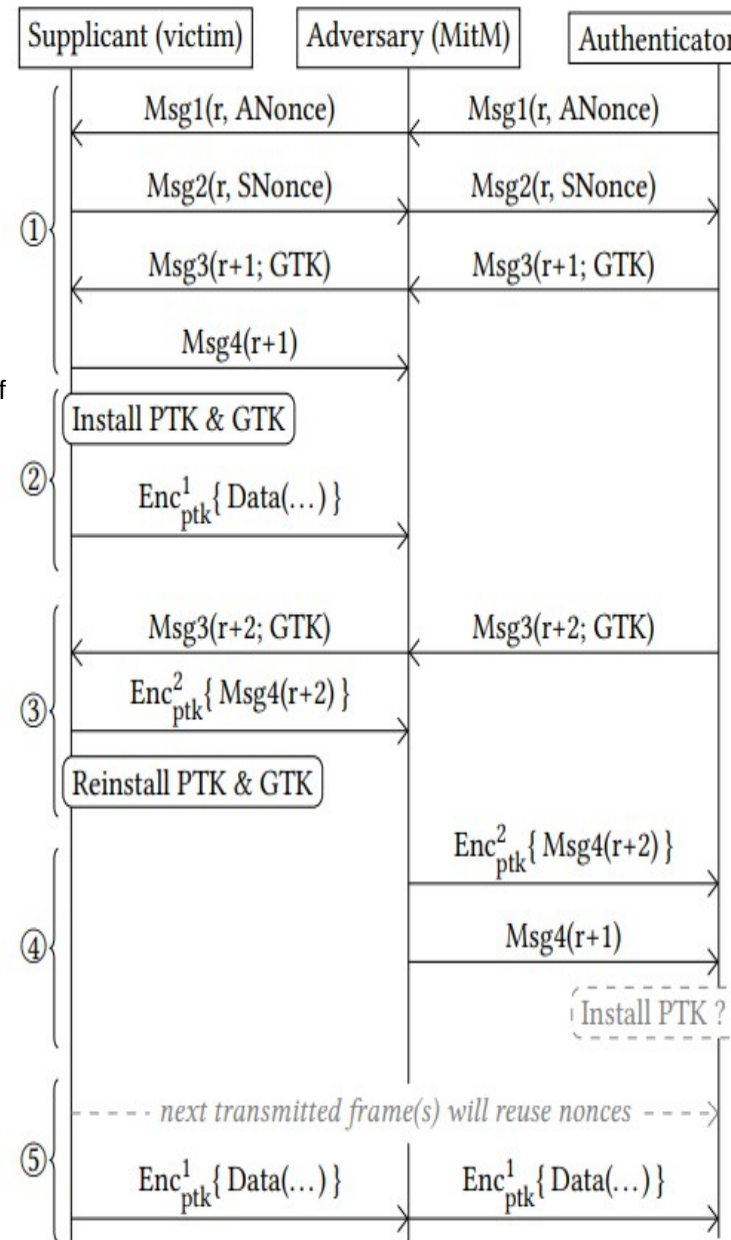 Supplicant (victim) Adversary (MitM) Authenticator
Msg1(r, ANonce) Msg1(r, ANonce)
Msg2(r, SNonce) Msg2(r, SNonce)
①
Msg3(r+1; GTK) Msg3(r+1; GTK)
Msg4(r+1)
f
Install PTK & GTK
②
Enc¹ptk{ Data(…) }
Msg3(r+2; GTK) Msg3(r+2; GTK)
Enc²ptk{ Msg4(r+2) }
③
Reinstall PTK & GTK
Enc²ptk{ Msg4(r+2) }
④
Msg4(r+1)
Install PTK ?
next transmitted frame(s) will reuse nonces
⑤
Enc¹ptk{ Data(…) } Enc¹ptk{ Data(…) }